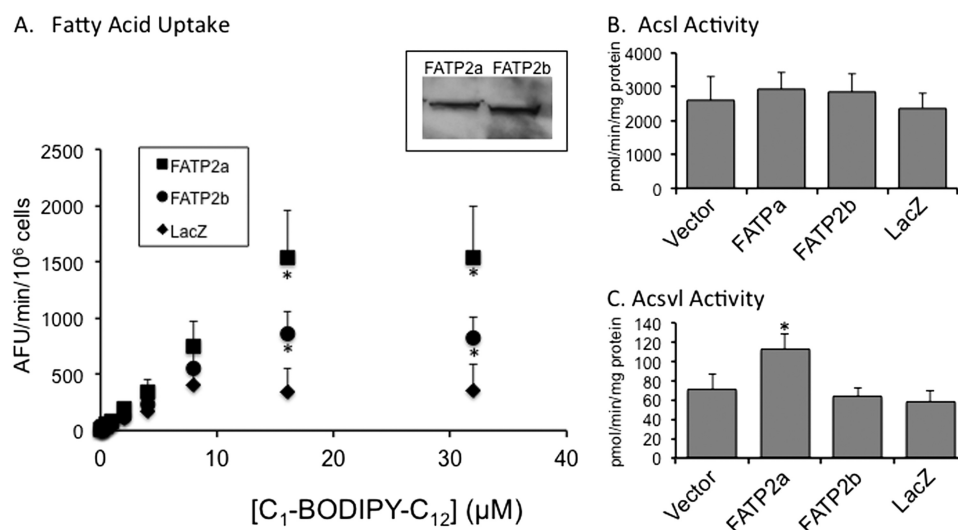 A. Fatty Acid Uptake
FATP2a FATP2b
2500
2000
1500
1000
500
0
AFU/min/10⁶ cells
FATP2a
FATP2b
LacZ
*
*
*
*
0 10 20 30 40
[C₁-BODIPY-C₁₂] (µM)
B. Acsl Activity
pmol/min/mg protein
4000
3000
2000
1000
0
Vector FATPa FATP2b LacZ
C. Acsvl Activity
pmol/min/mg protein
140
120
100
80
60
40
20
0
*
Vector FATP2a FATP2b LacZ